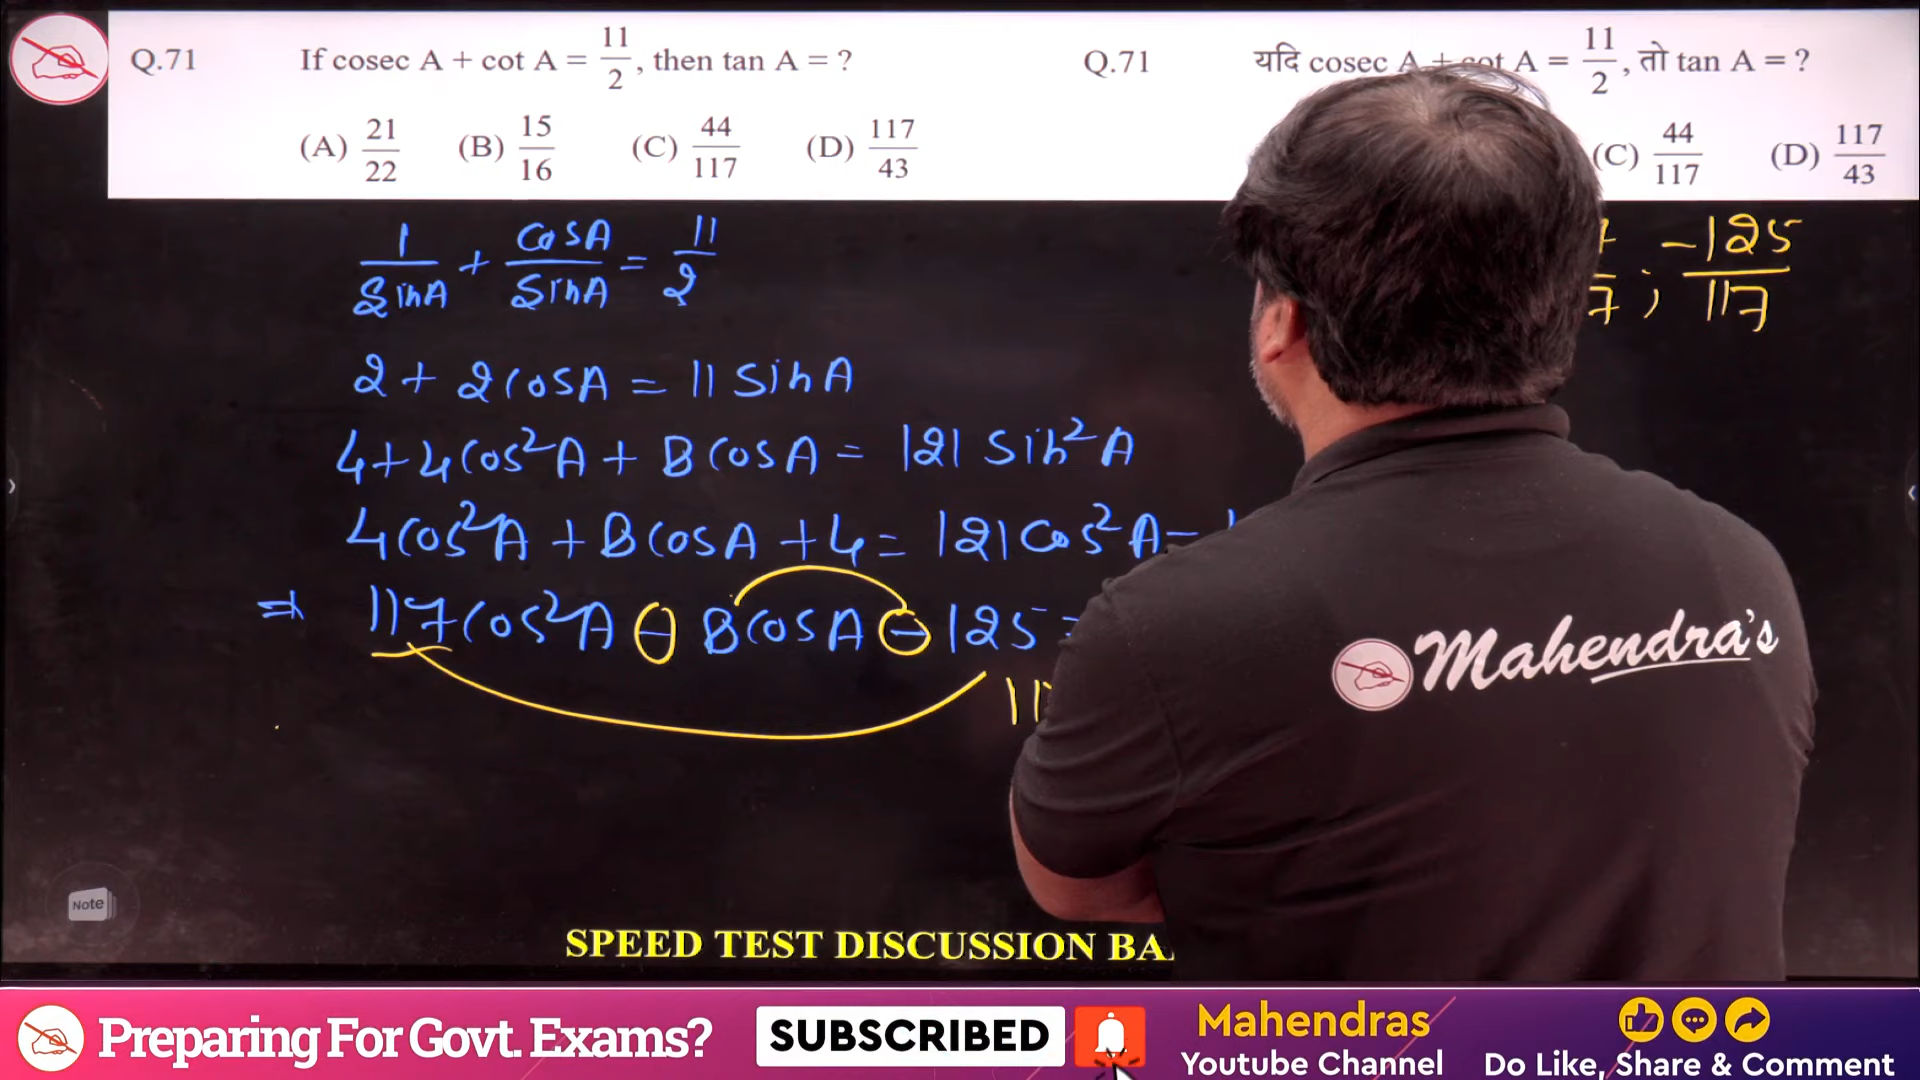 Q.71 If cosec A + cot A = 11/2, then tan A = ?
(A) 21/22 (B) 15/16 (C) 44/117 (D) 117/43
Q.71 यदि cosec A + cot A = 11/2, तो tan A = ?
(C) 44/117 (D) 117/43
1/SinA + CosA/SinA = 11/2
2 + 2CosA = 11 SinA
4 + 4Cos²A + 8CosA = 121 Sin²A
4Cos²A + 8CosA + 4 = 121Cos²A -
⇒ 117Cos²A - 8CosA - 125 =
; -125/117
Mahendra's
Note
SPEED TEST DISCUSSION
Preparing For Govt. Exams?
SUBSCRIBED
Mahendras
Youtube Channel
Do Like, Share & Comment